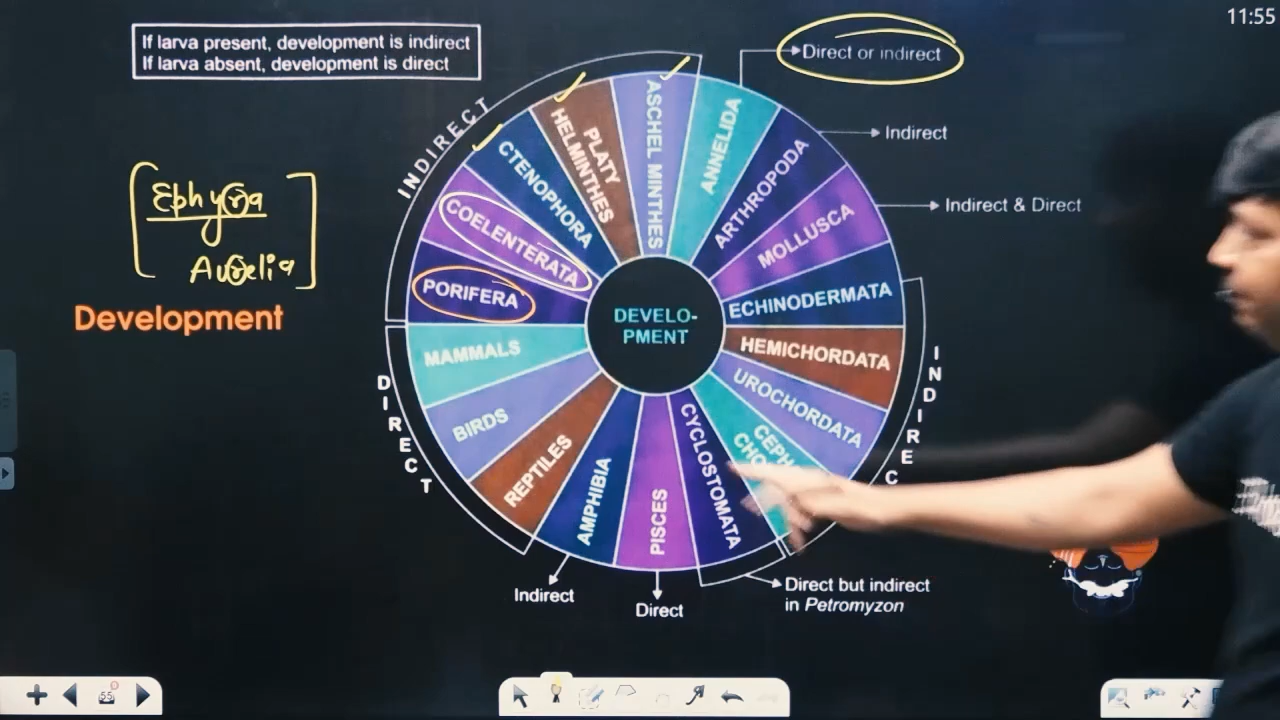 11:55
If larva present, development is indirect
If larva absent, development is direct
Direct or indirect
INDIRECT
Indirect
Indirect & Direct
Ephyra
Aurelia
Development
PLATY
HELMINTHES
ASCHEL MINTHES
ANNELIDA
CTENOPHORA
ARTHROPODA
COELENTERATA
MOLLUSCA
PORIFERA
ECHINODERMATA
DEVELO-
PMENT
MAMMALS
HEMICHORDATA
BIRDS
UROCHORDATA
REPTILES
AMPHIBIA
PISCES
CYCLOSTOMATA
DIRECT
INDIREC
Indirect
Direct
Direct but indirect
in Petromyzon
55